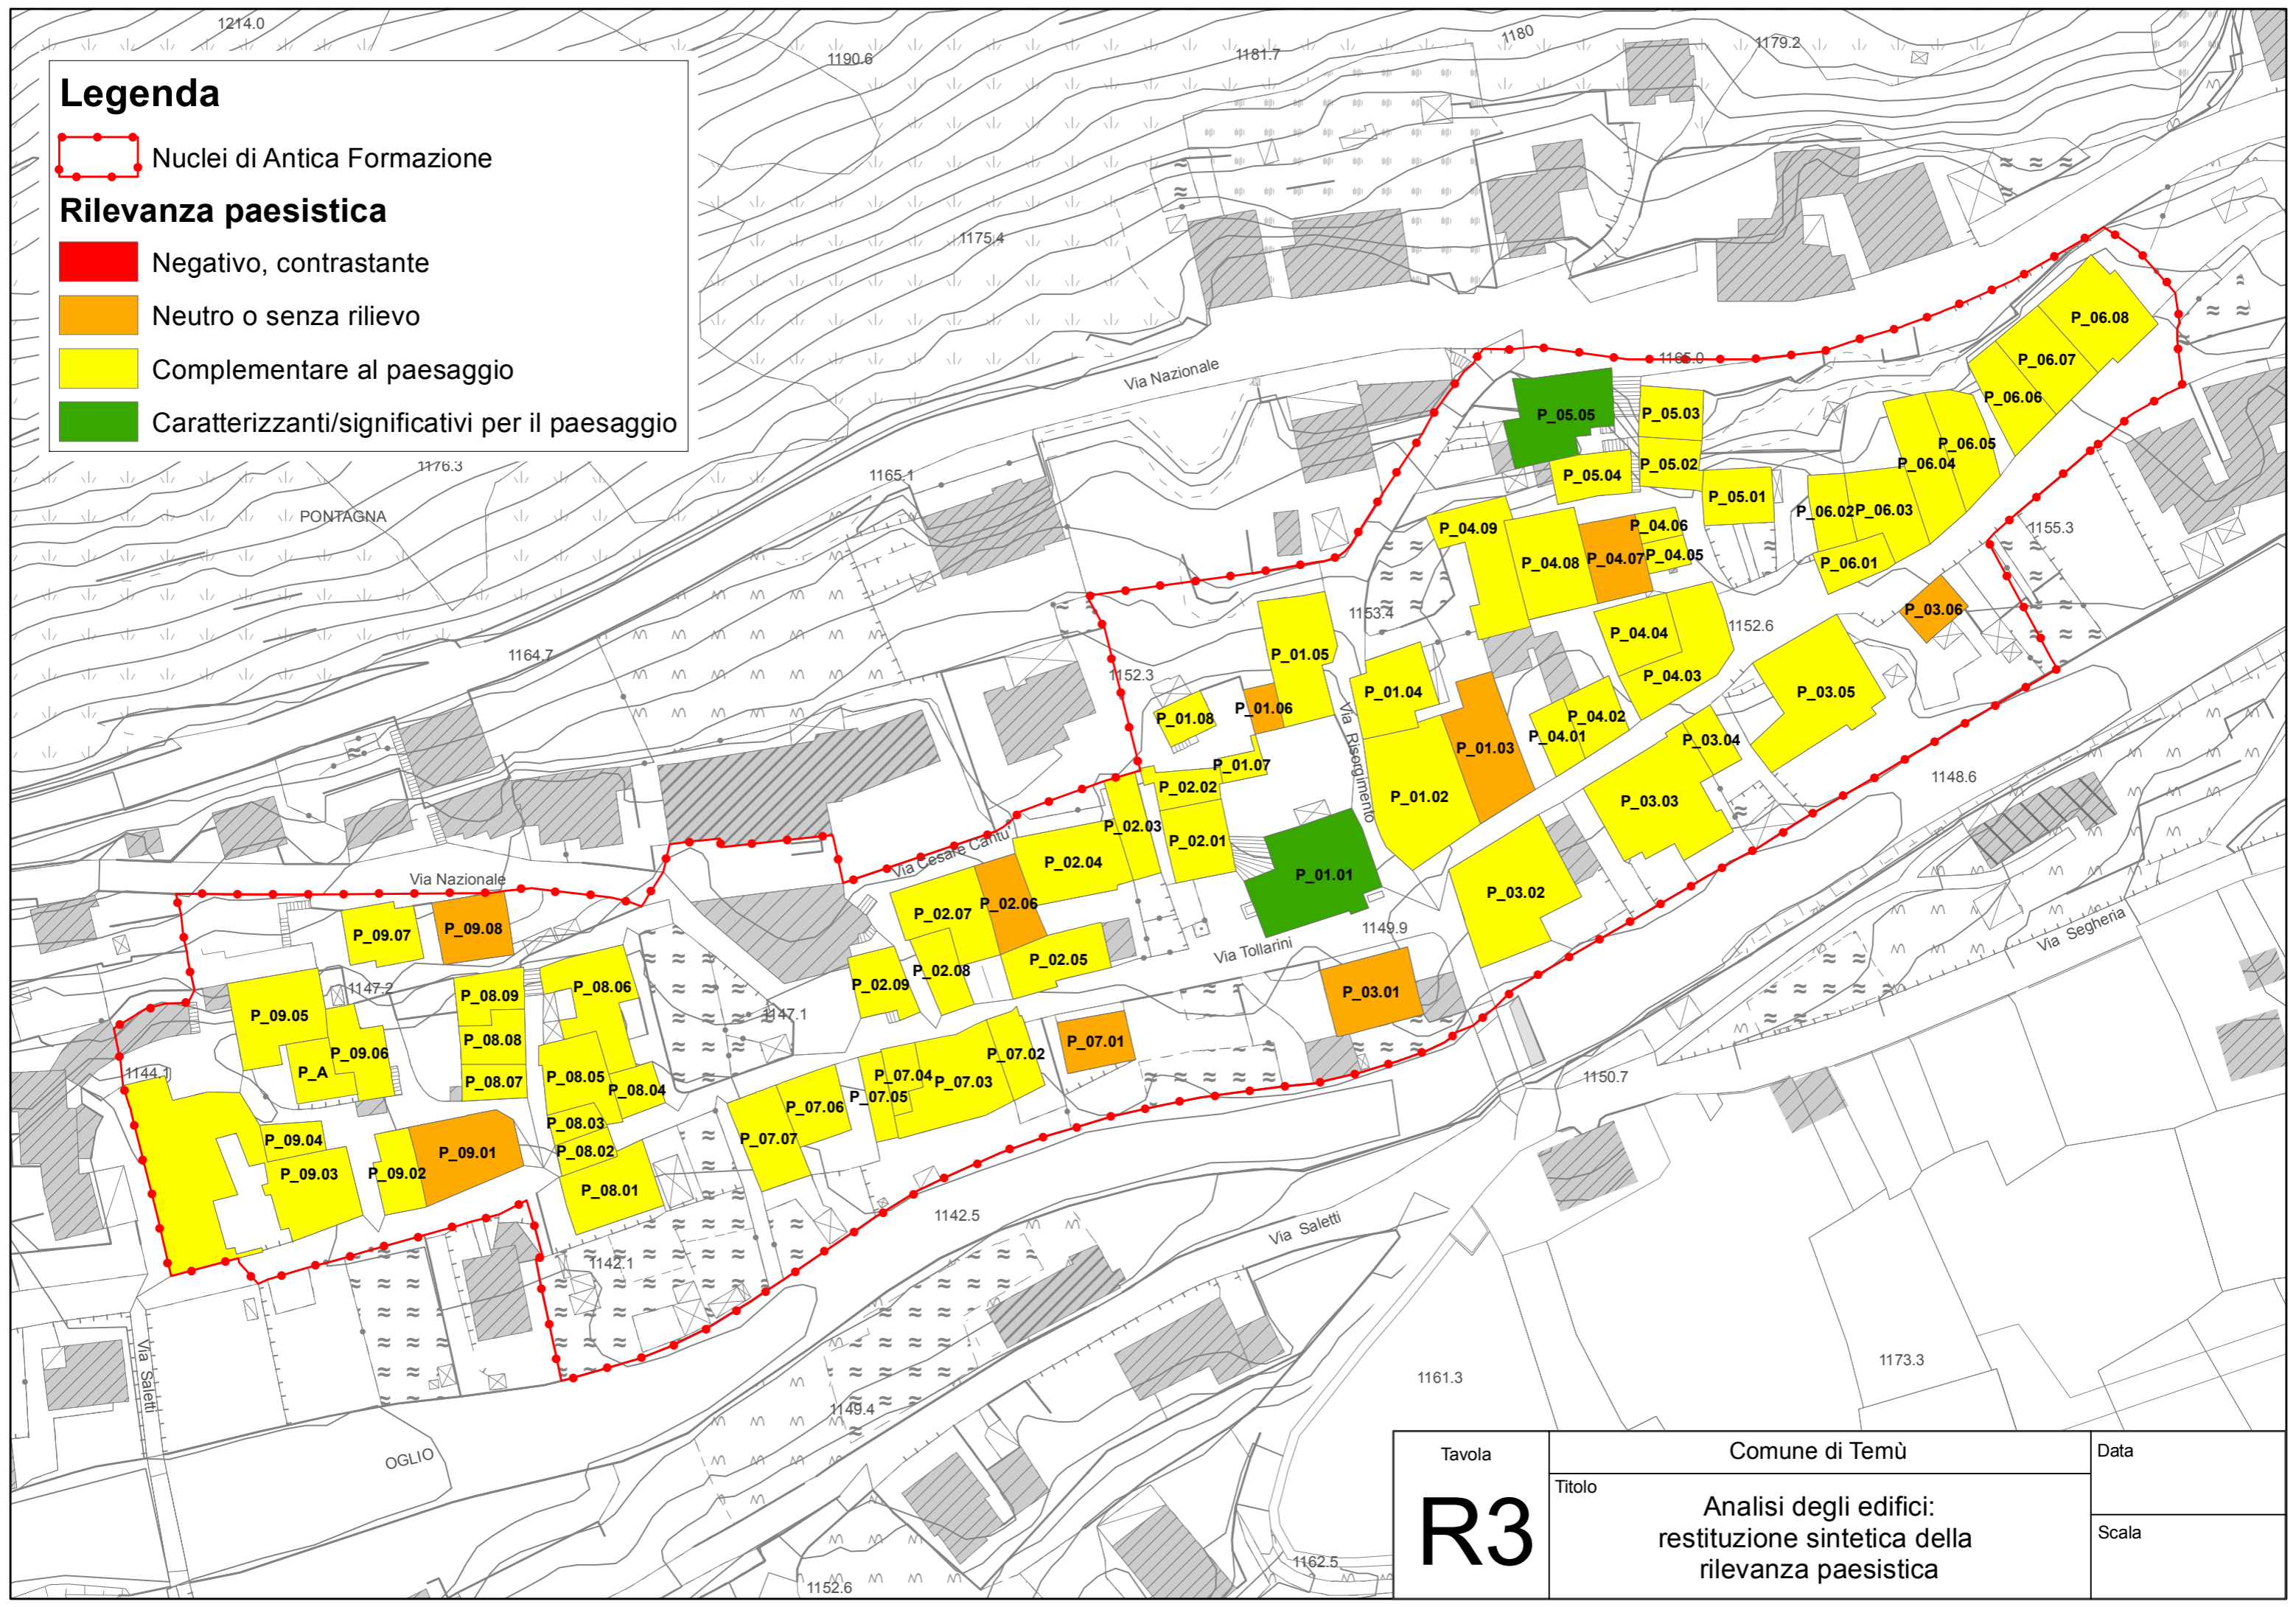 Legenda
Nuclei di Antica Formazione
Rilevanza paesistica
Negativo, contrastante
Neutro o senza rilievo
Complementare al paesaggio
Caratterizzanti/significativi per il paesaggio
1214.0
1190.6
1181.7
1180
1179.2
1175.4
1176.3
PONTAGNA
1165.1
1164.7
Via Nazionale
1165.0
P_06.08
P_06.07
P_06.06
P_05.05
P_05.03
P_05.02
P_05.04
P_05.01
P_06.05
P_06.04
P_06.02
P_06.03
P_06.01
1155.3
P_04.09
P_04.08
P_04.07
P_04.06
P_04.05
P_03.06
1153.4
1152.6
P_04.04
P_04.03
P_01.05
P_01.04
1152.3
P_01.08
P_01.06
P_04.02
P_04.01
P_03.05
P_03.04
P_01.03
Via Risorgimento
P_01.07
P_02.02
P_01.02
P_03.03
1148.6
P_02.03
P_02.01
Via Cesare Cantu'
P_02.04
P_01.01
P_03.02
Via Nazionale
P_02.06
P_02.07
P_09.07
P_09.08
1149.9
Via Tollarini
Via Segheria
P_02.05
P_02.08
P_02.09
P_03.01
1147.2
P_08.09
P_08.06
P_09.05
1147.1
P_08.08
P_07.01
P_09.06
P_07.02
P_A
1144.1
P_08.07
P_08.05
P_08.04
P_07.04
P_07.03
P_07.05
1150.7
P_07.06
P_08.03
P_07.07
P_09.04
P_08.02
P_09.01
P_09.03
P_09.02
P_08.01
1142.5
Via Saletti
1142.1
Via Saletti
1161.3
1173.3
1149.4
OGLIO
1162.5
1152.6
Tavola
R3
Comune di Temù
Titolo
Analisi degli edifici:
restituzione sintetica della
rilevanza paesistica
Data
Scala